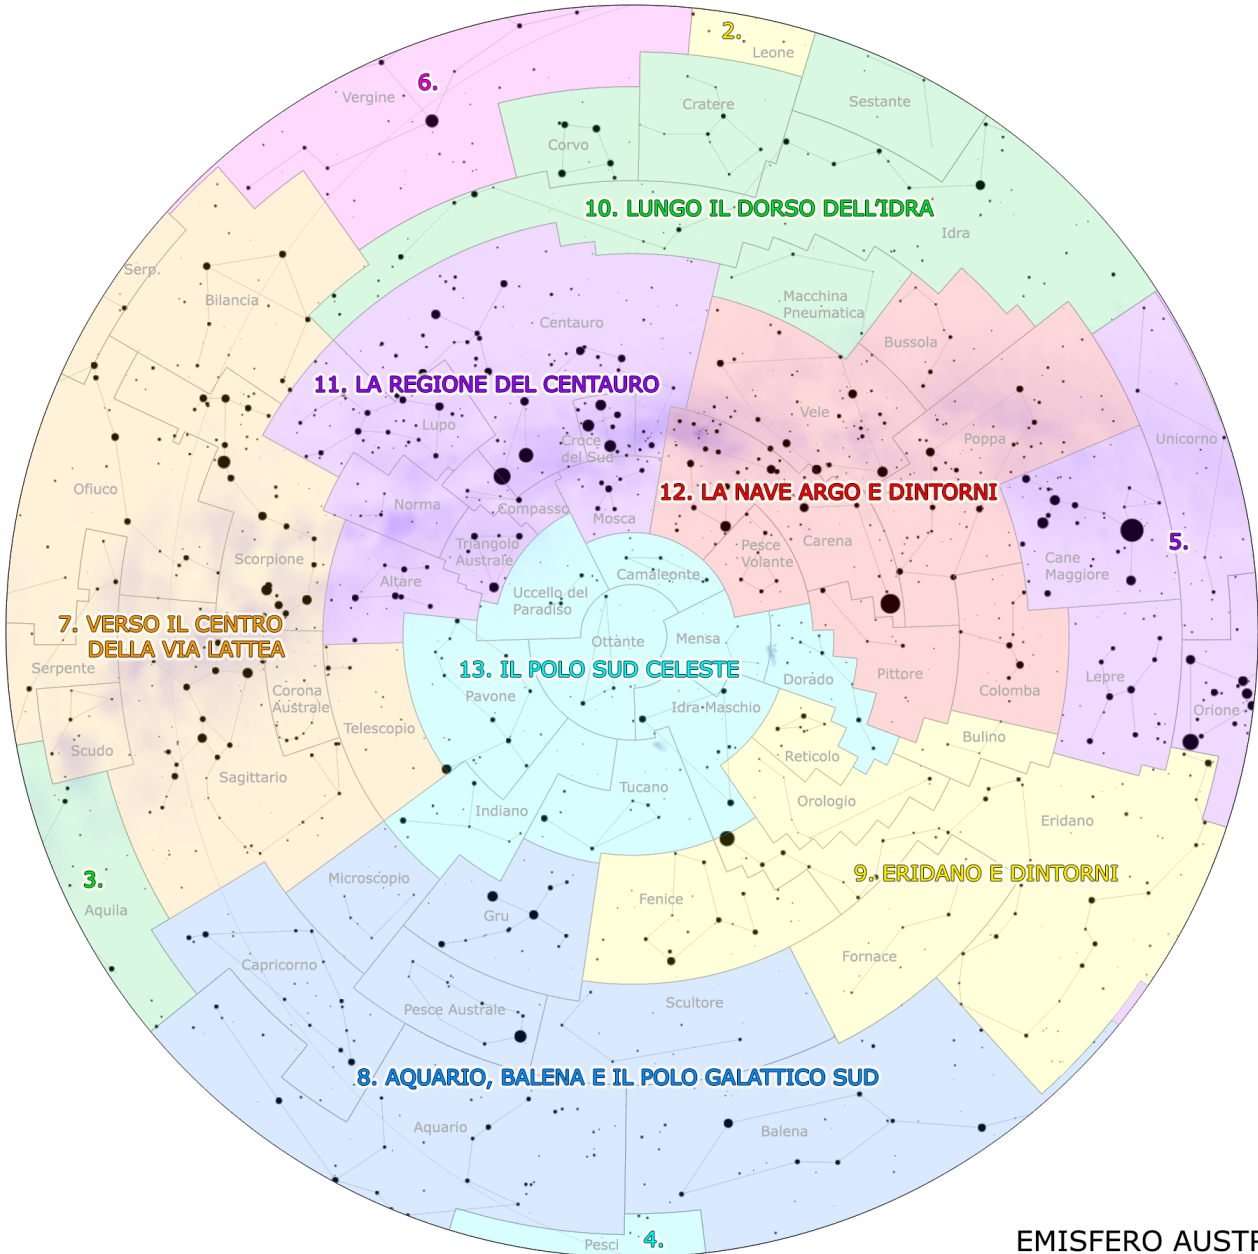 2.
Leone
6.
Vergine
Cratere
Sestante
Corvo
10. LUNGO IL DORSO DELL'IDRA
Idra
Serp.
Bilancia
Macchina
Pneumatica
Centauro
Bussola
11. LA REGIONE DEL CENTAURO
Vele
Lupo
Croce
del Sud
Poppa
Unicorno
Ofiuco
12. LA NAVE ARGO E DINTORNI
Norma
Compasso
Mosca
Carena
5.
Scorpione
Triangolo
Australe
Pesce
Volante
Cane
Maggiore
Altare
Camaleonte
Uccello del
Paradiso
7. VERSO IL CENTRO
DELLA VIA LATTEA
Ottante
Mensa
Serpente
13. IL POLO SUD CELESTE
Dorado
Pittore
Lepre
Corona
Australe
Pavone
Colomba
Idra Maschio
Orione
Telescopio
Bulino
Scudo
Reticolo
Sagittario
Tucano
Orologio
Indiano
Eridano
3.
Microscopio
9. ERIDANO E DINTORNI
Aquila
Gru
Fenice
Capricorno
Fornace
Pesce Australe
Scultore
8. AQUARIO, BALENA E IL POLO GALATTICO SUD
Aquario
Balena
4.
Pesci
EMISFERO AUSTR